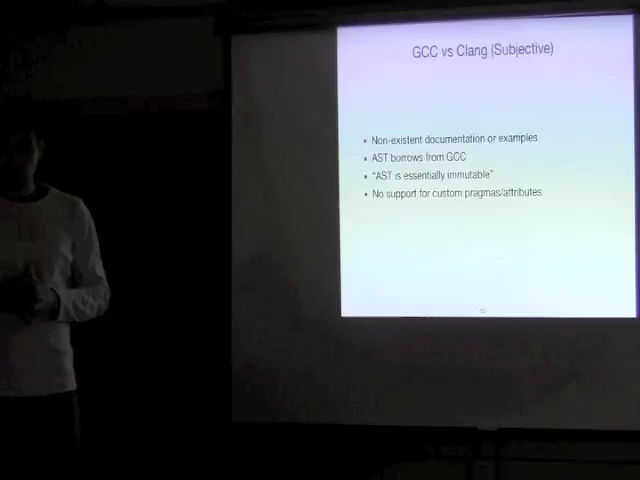 GCC vs Clang (Subjective)
• Non-existent documentation or examples
• AST borrows from GCC
• “AST is essentially immutable”
• No support for custom pragmas/attributes